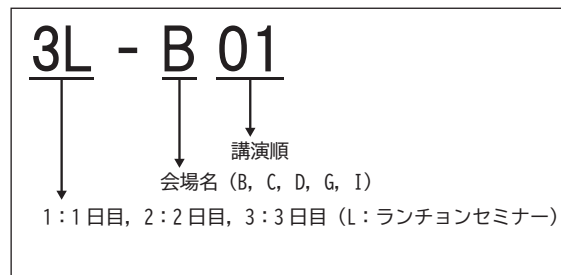 3L - B 01
講演順
会場名（B, C, D, G, I）
1：1日目, 2：2日目, 3：3日目（L：ランチョンセミナー）